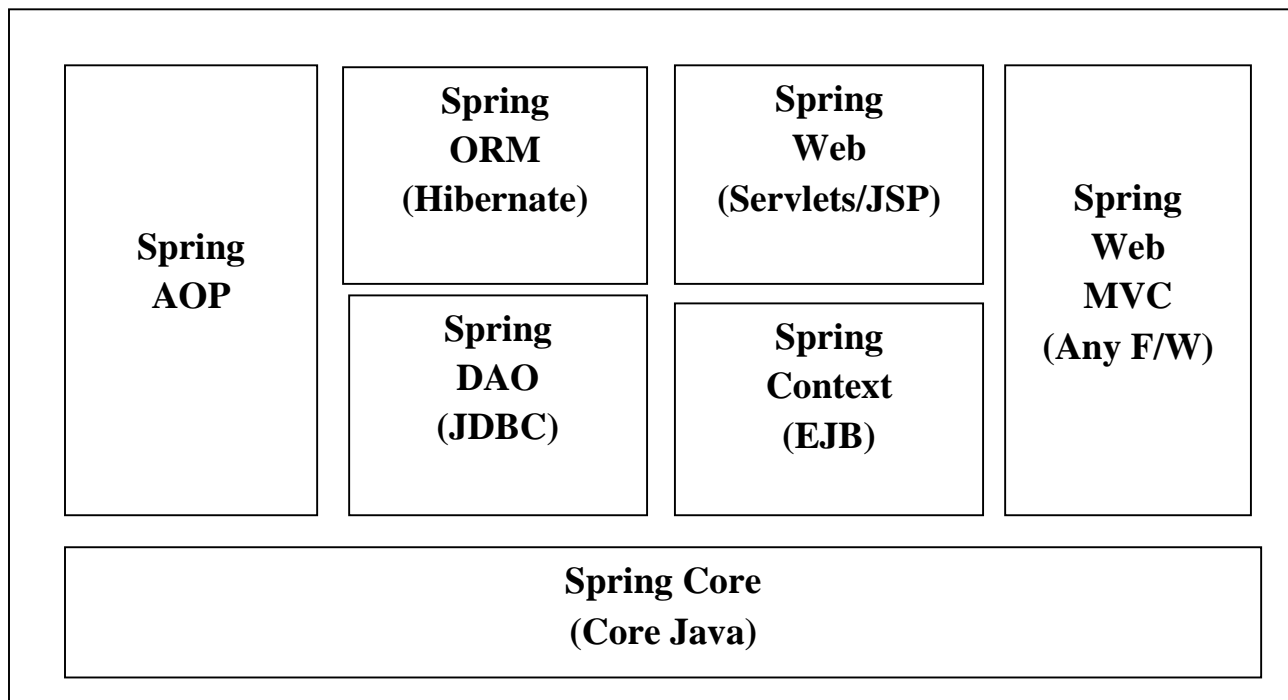 Spring
AOP
Spring
ORM
(Hibernate)
Spring
DAO
(JDBC)
Spring
Web
(Servlets/JSP)
Spring
Context
(EJB)
Spring
Web
MVC
(Any F/W)
Spring Core
(Core Java)